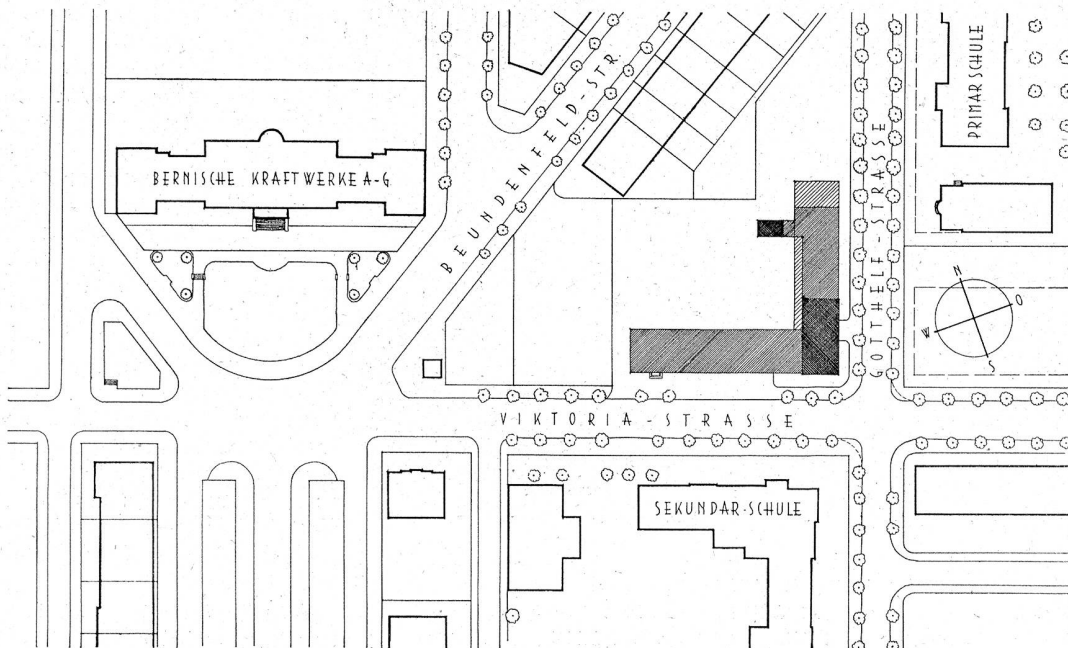 BERNISCHE KRAFTWERKE A-G.
BEUNDENFELD-STR.
GOTTHELF-STRASSE
PRIMARSCHULE
N
O
W
S
VIKTORIA-STRASSE
SEKUNDAR-SCHULE